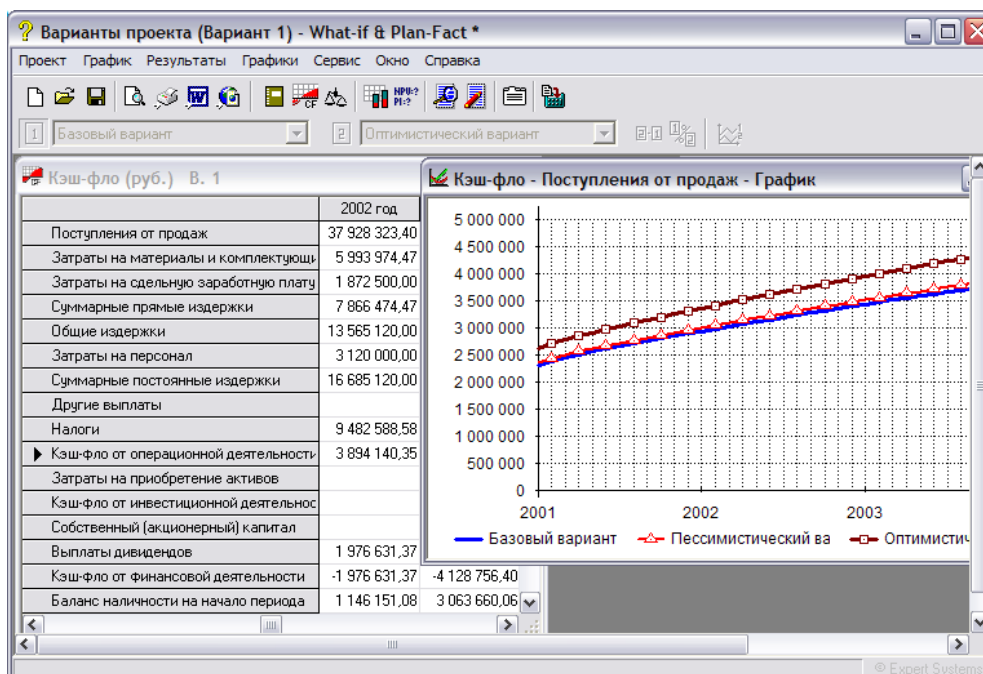 Варианты проекта (Вариант 1) - What-if & Plan-Fact *
Проект График Результаты Графики Сервис Окно Справка
CF NPV:? PI:?
1 Базовый вариант 2 Оптимистический вариант 2-1 1%2
Кэш-фло (руб.) В. 1
2002 год
Поступления от продаж 37 928 323,40
Затраты на материалы и комплектующи 5 993 974,47
Затраты на сдельную заработную плату 1 872 500,00
Суммарные прямые издержки 7 866 474,47
Общие издержки 13 565 120,00
Затраты на персонал 3 120 000,00
Суммарные постоянные издержки 16 685 120,00
Другие выплаты
Налоги 9 482 588,58
Кэш-фло от операционной деятельности 3 894 140,35
Затраты на приобретение активов
Кэш-фло от инвестиционной деятельнос
Собственный (акционерный) капитал
Выплаты дивидендов 1 976 631,37
Кэш-фло от финансовой деятельности -1 976 631,37 -4 128 756,40
Баланс наличности на начало периода 1 146 151,08 3 063 660,06
Кэш-фло - Поступления от продаж - График
5 000 000
4 500 000
4 000 000
3 500 000
3 000 000
2 500 000
2 000 000
1 500 000
1 000 000
500 000
0
2001 2002 2003
Базовый вариант Пессимистический ва Оптимистич
© Expert Systems